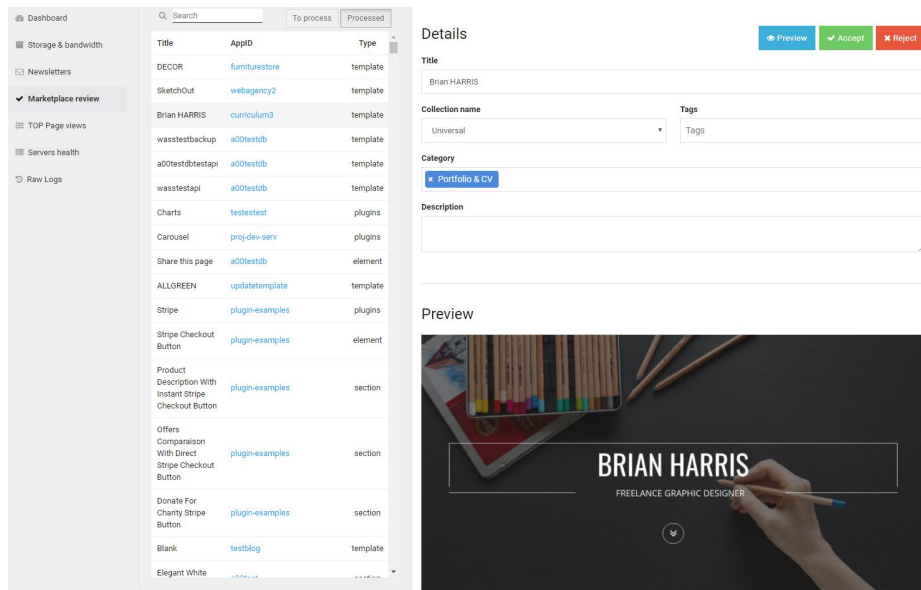 Dashboard
Storage & bandwidth
Newsletters
Marketplace review
TOP Page views
Servers health
Raw Logs
Search
To process
Processed
Title AppID Type
DECOR furniturestore template
SketchOut webagency2 template
Brian HARRIS curriculum3 template
wasstestbackup a00testdb template
a00testdbtestapi a00testdb template
wasstestapi a00testdb template
Charts testestest plugins
Carousel proj-dev-serv plugins
Share this page a00testdb element
ALLGREEN updatetemplate template
Stripe plugin-examples plugins
Stripe Checkout
Button
plugin-examples element
Product
Description With
Instant Stripe
Checkout Button
plugin-examples section
Offers
Comparaison
With Direct
Stripe Checkout
Button
plugin-examples section
Donate For
Charity Stripe
Button
plugin-examples section
Blank testblog template
Elegant White
Details
Preview
Accept
Reject
Title
Brian HARRIS
Collection name
Universal
Tags
Tags
Category
× Portfolio & CV
Description
Preview
BRIAN HARRIS
FREELANCE GRAPHIC DESIGNER